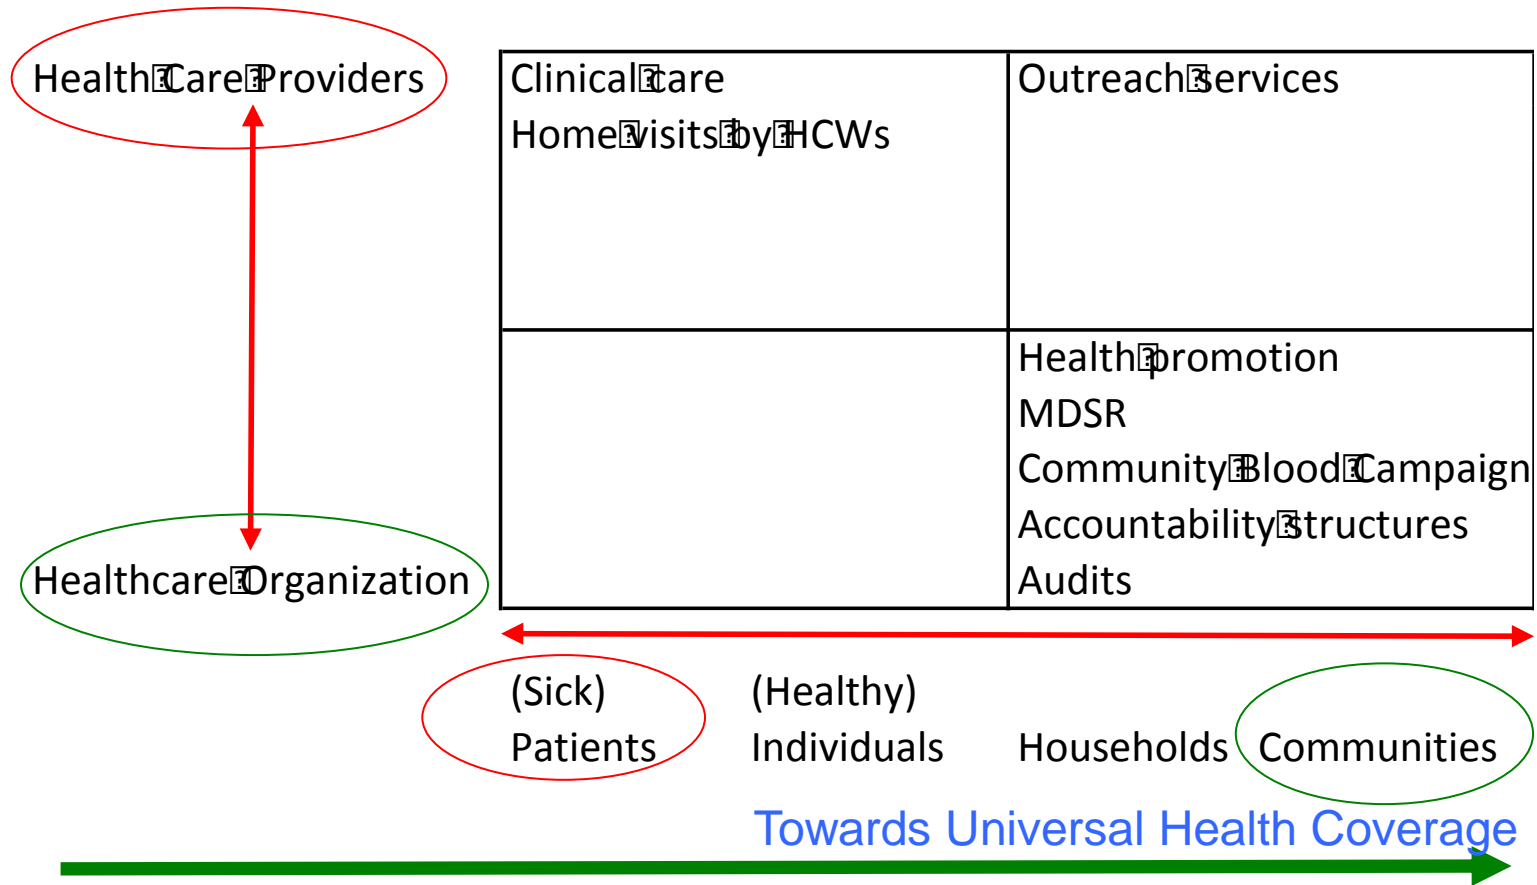 Health Care Providers
Clinical care
Home visits by HCWs
Outreach services
Health promotion
MDSR
Community Blood Campaign
Accountability structures
Audits
Healthcare Organization
(Sick)
Patients
(Healthy)
Individuals
Households
Communities
Towards Universal Health Coverage